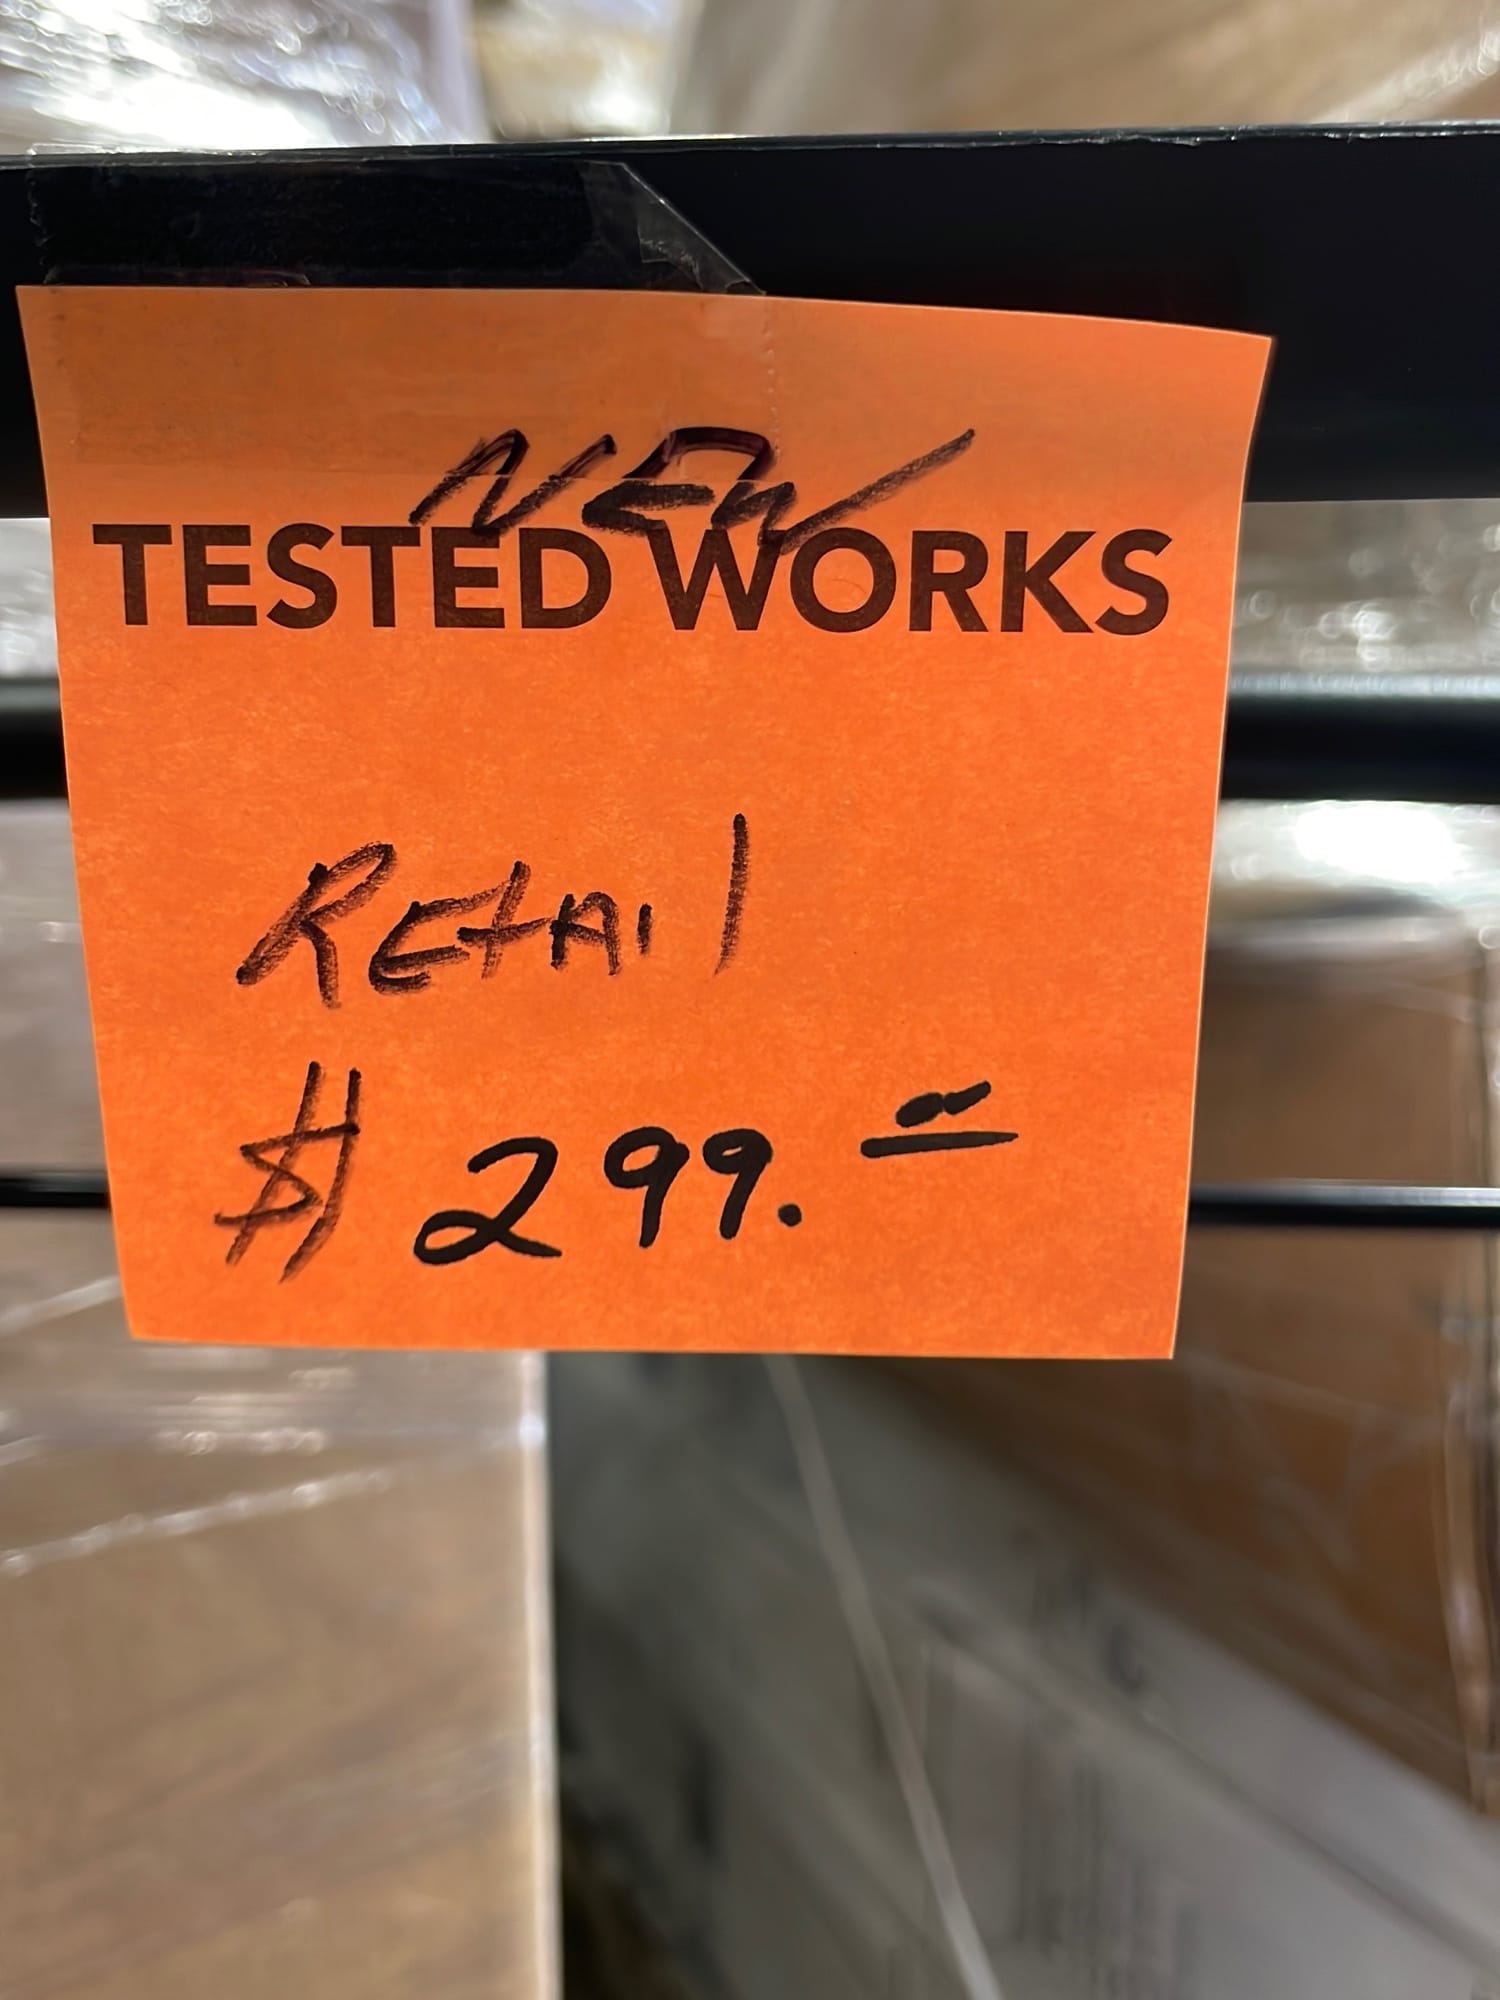 NEW
TESTED WORKS
RETAIl
$ 299.00